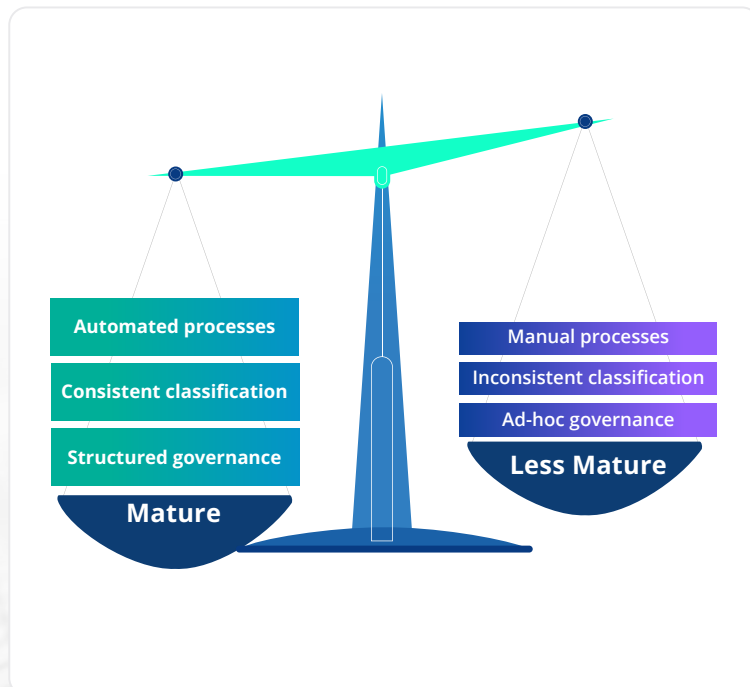 Automated processes
Consistent classification
Structured governance
Mature
Manual processes
Inconsistent classification
Ad-hoc governance
Less Mature